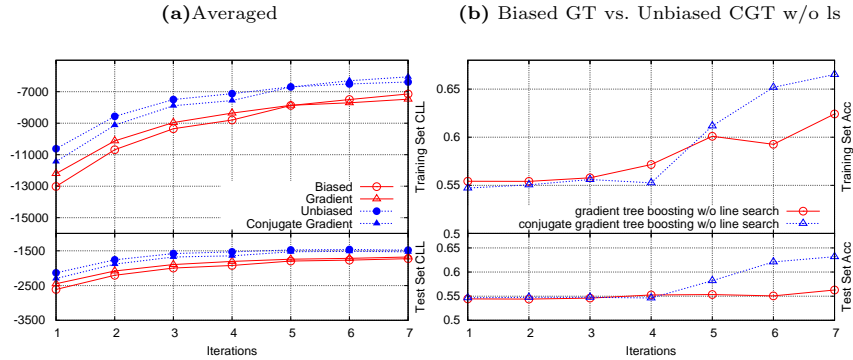 (a)Averaged
-7000
-9000
-11000
-13000
-15000
Training Set CLL
Biased
Gradient
Unbiased
Conjugate Gradient
-1500
-2500
-3500
Test Set CLL
1 2 3 4 5 6 7
Iterations
(b) Biased GT vs. Unbiased CGT w/o ls
0.65
0.6
0.55
0.5
Training Set Acc
gradient tree boosting w/o line search
conjugate gradient tree boosting w/o line search
0.65
0.6
0.55
0.5
Test Set Acc
1 2 3 4 5 6 7
Iterations